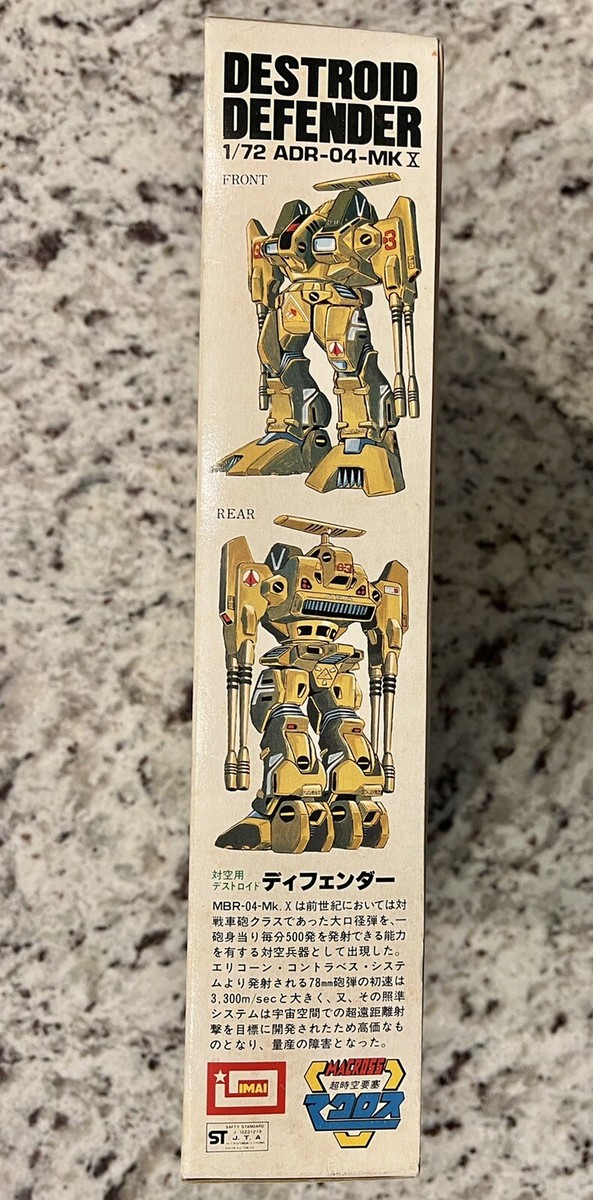 DESTROID
DEFENDER
1/72 ADR-04-MK X
FRONT
REAR
対空用
デストロイド ディフェンダー
MBR-04-Mk. X は前世紀においては対
戦車砲クラスであった大口径弾を、一
砲身当り毎分500発を発射できる能力
を有する対空兵器として出現した。
エリコーン・コントラベス・システ
ムより発射される78mm砲弾の初速は
3,300m/secと大きく、又、その照準
システムは宇宙空間での超遠距離射
撃を目標に開発されたため高価なも
のとなり、量産の障害となった。
IMAI
MACROSS
超時空要塞
マクロス
SAFTY STANDARD
ST J. T. A